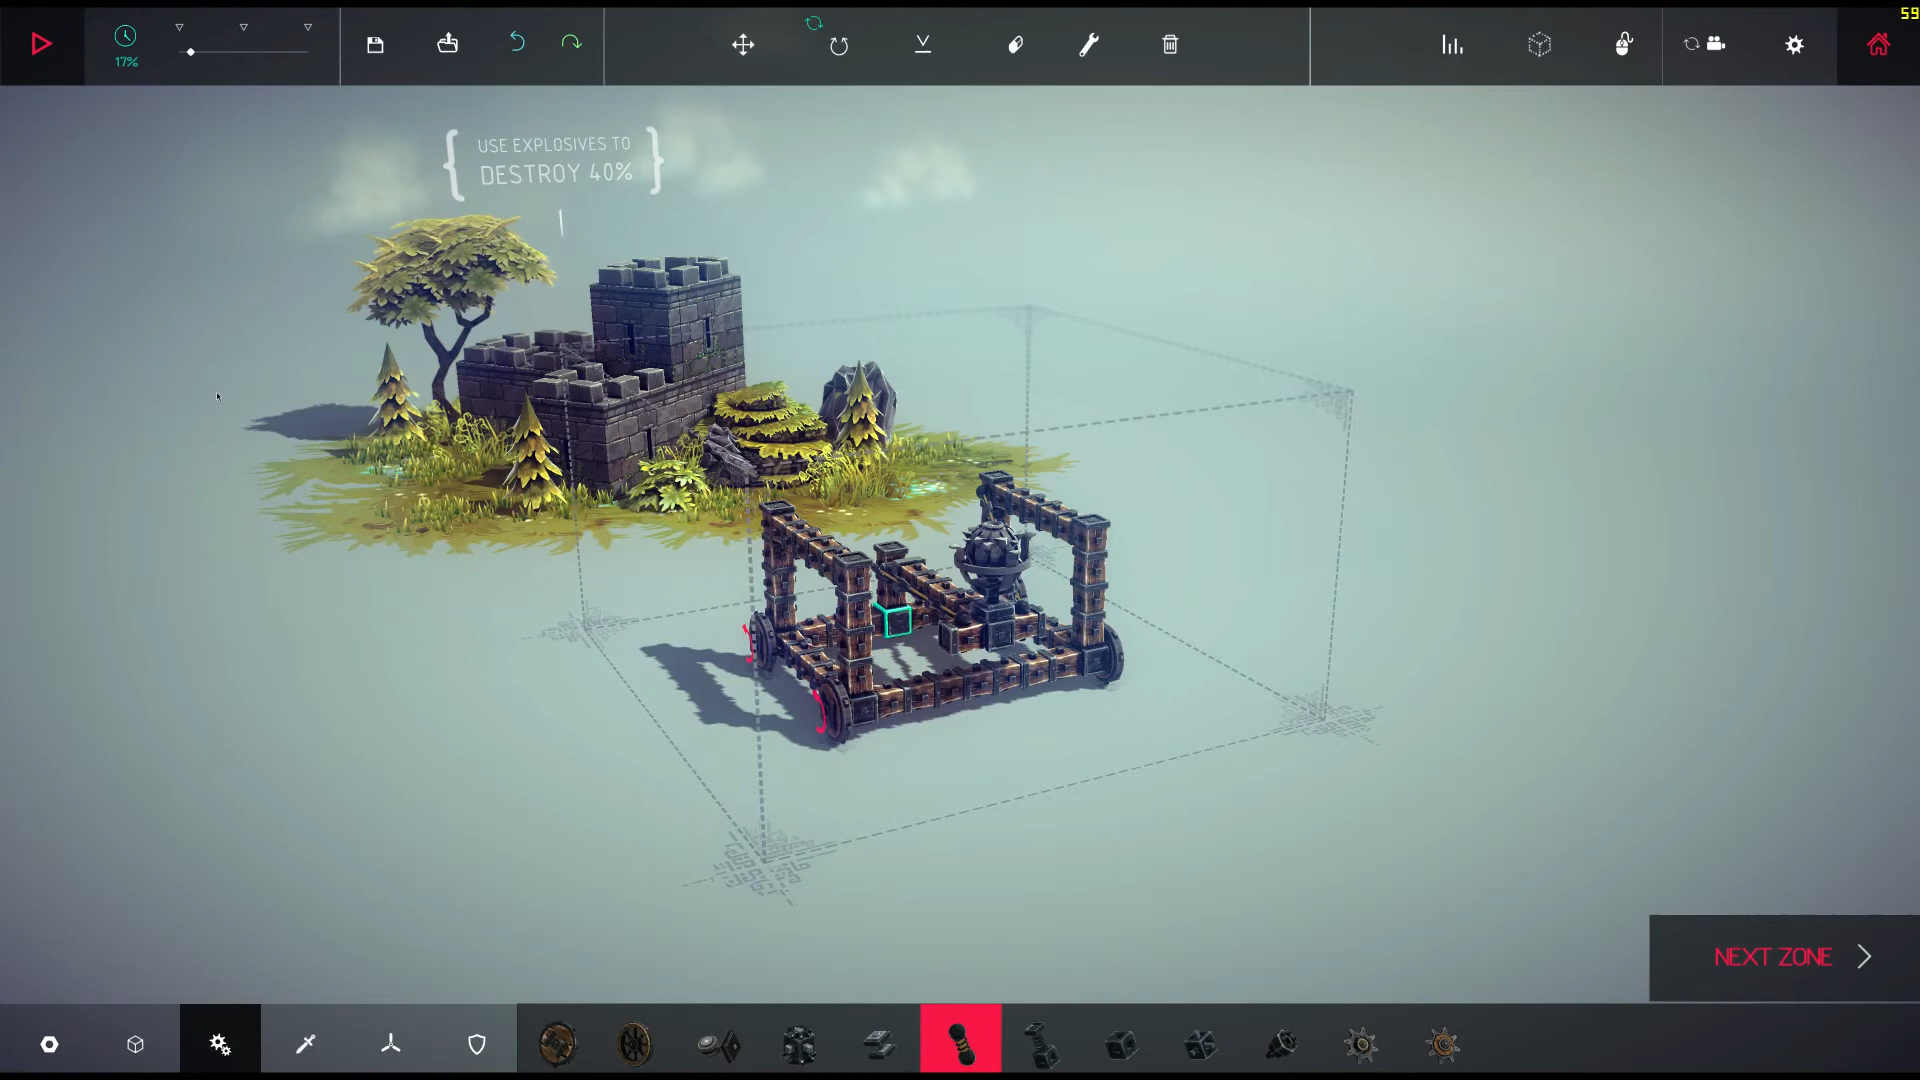 59
17%
USE EXPLOSIVES TO
DESTROY 40%
NEXT ZONE